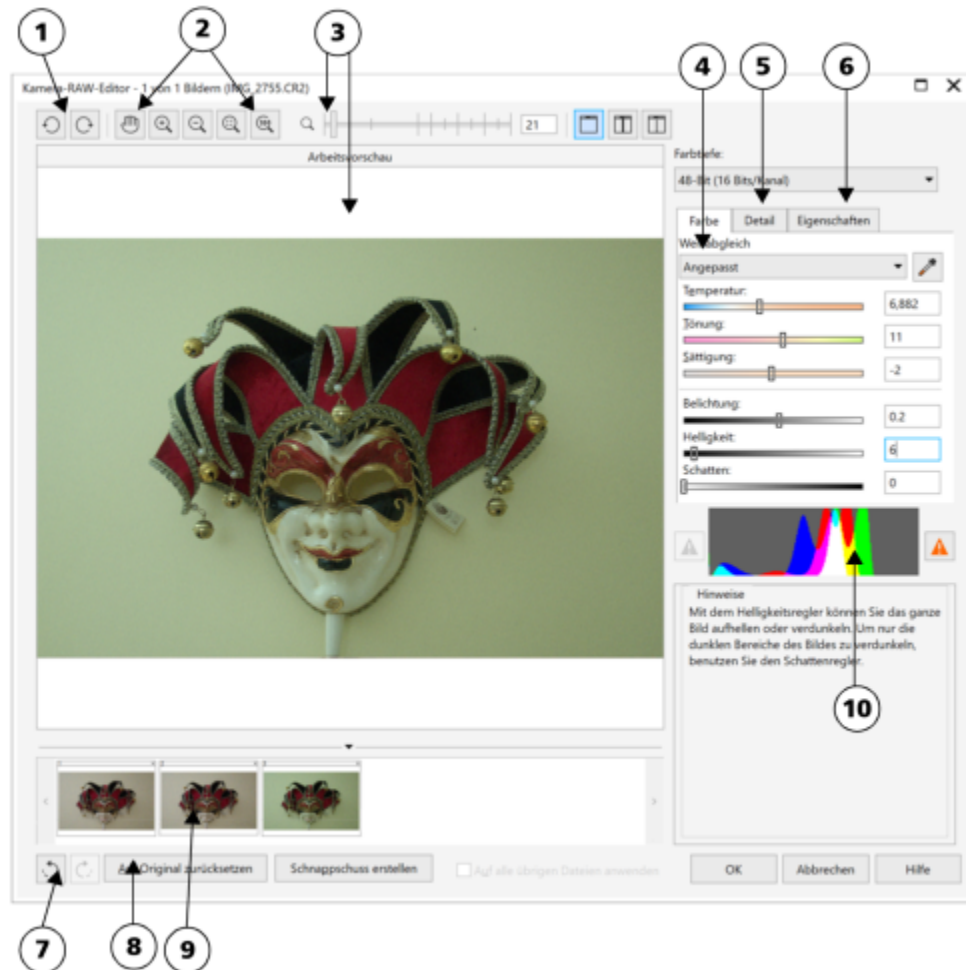 1
2
3
4
5
6
Kamera-RAW-Editor - 1 von 1 Bildern (IMG_2755.CR2)
21
Arbeitsvorschau
Farbtiefe:
48-Bit (16 Bits/Kanal)
Farbe Detail Eigenschaften
Weißabgleich
Angepasst
Temperatur:
6,882
Tönung:
11
Sättigung:
-2
Belichtung:
0.2
Helligkeit:
6
Schatten:
0
Hinweise
Mit dem Helligkeitsregler können Sie das ganze
Bild aufhellen oder verdunkeln. Um nur die
dunklen Bereiche des Bildes zu verdunkeln,
benutzen Sie den Schattenregler.
10
Auf Original zurücksetzen
Schnappschuss erstellen
Auf alle übrigen Dateien anwenden
OK
Abbrechen
Hilfe
7
8
9